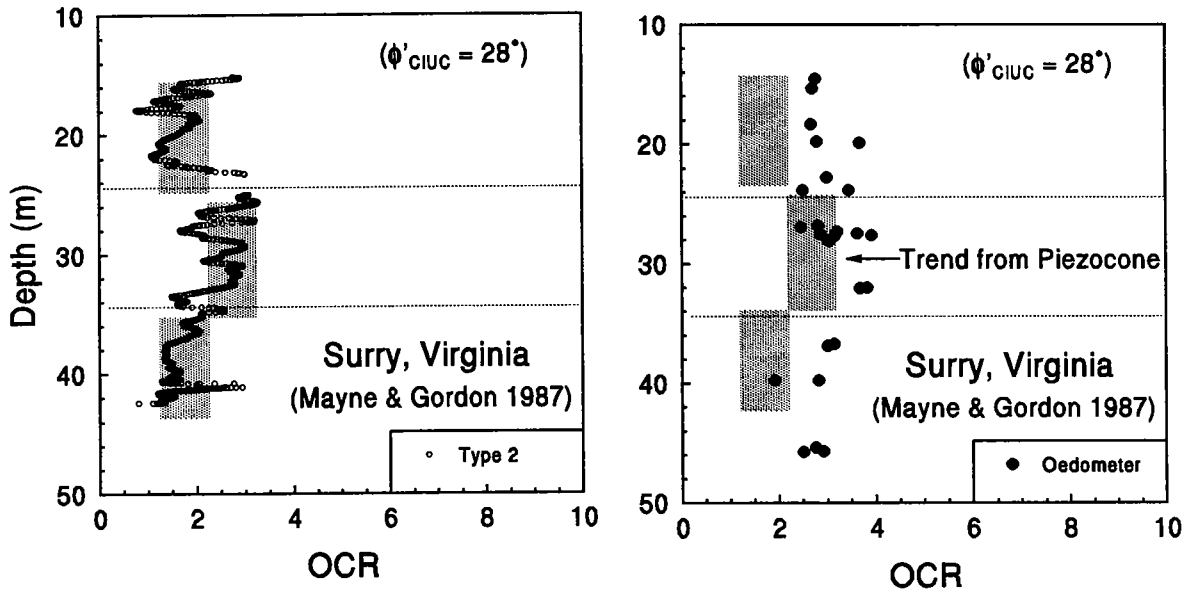 10
20
30
40
50
Depth (m)
(ϕ'CIUC = 28°)
Surry, Virginia
(Mayne & Gordon 1987)
Type 2
0 2 4 6 8 10
OCR
10
20
30
40
50
(ϕ'CIUC = 28°)
Trend from Piezocone
Surry, Virginia
(Mayne & Gordon 1987)
Oedometer
0 2 4 6 8 10
OCR